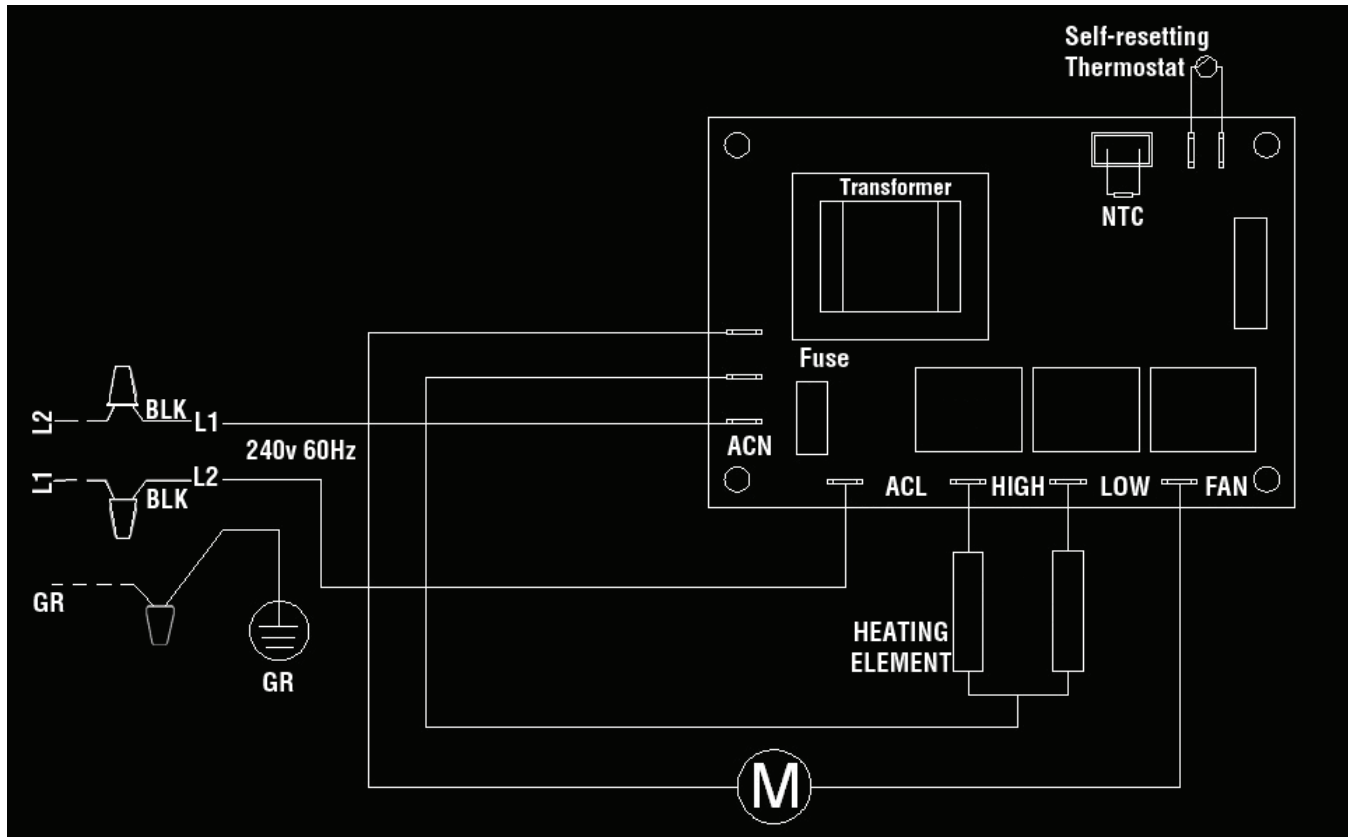 Self-resetting
Thermostat
Transformer
NTC
Fuse
L2
BLK
L1
240v 60Hz
ACN
L1
L2
BLK
ACL
HIGH
LOW
FAN
GR
HEATING
ELEMENT
GR
M